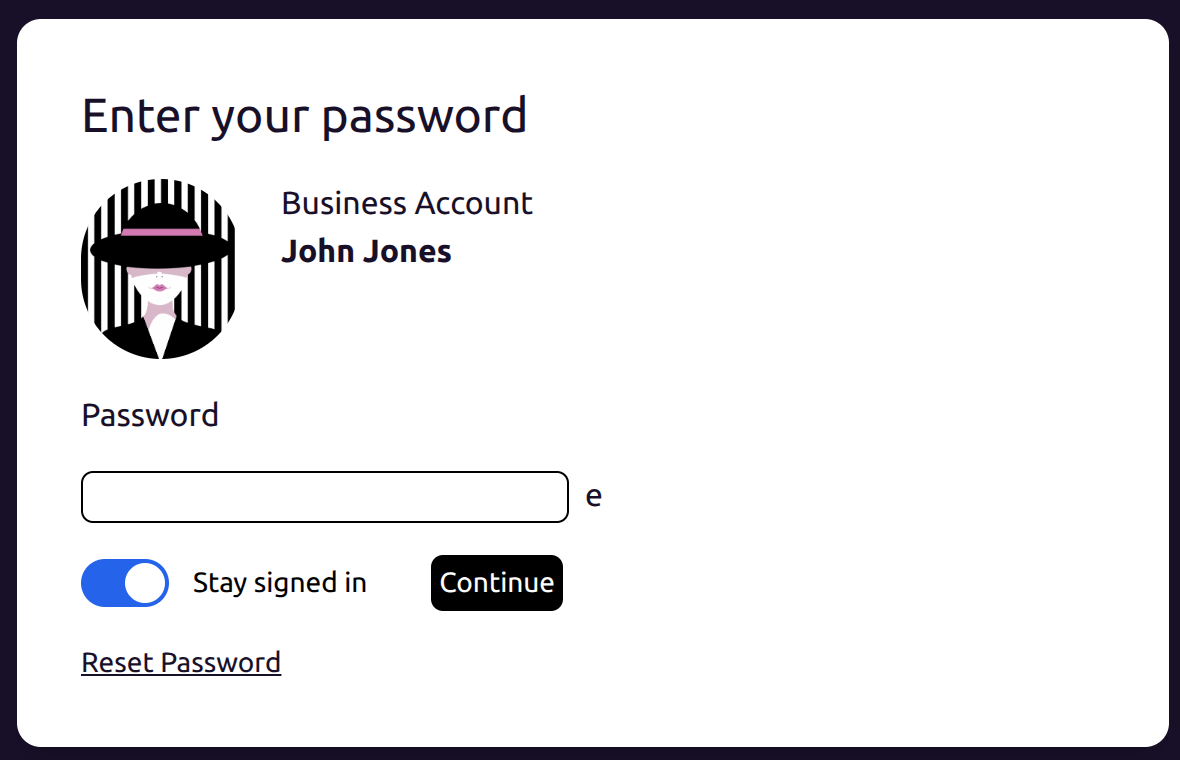 Enter your password
Business Account
John Jones
Password
e
Stay signed in
Continue
Reset Password